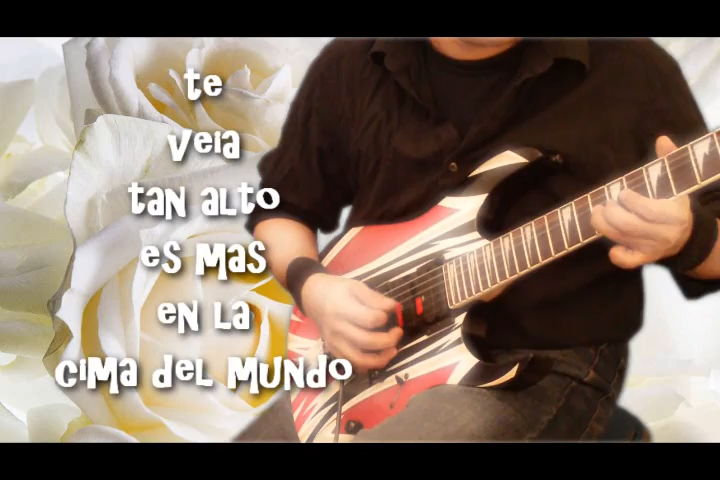 te
veia
tan alto
es mas
en la
cima del mundo